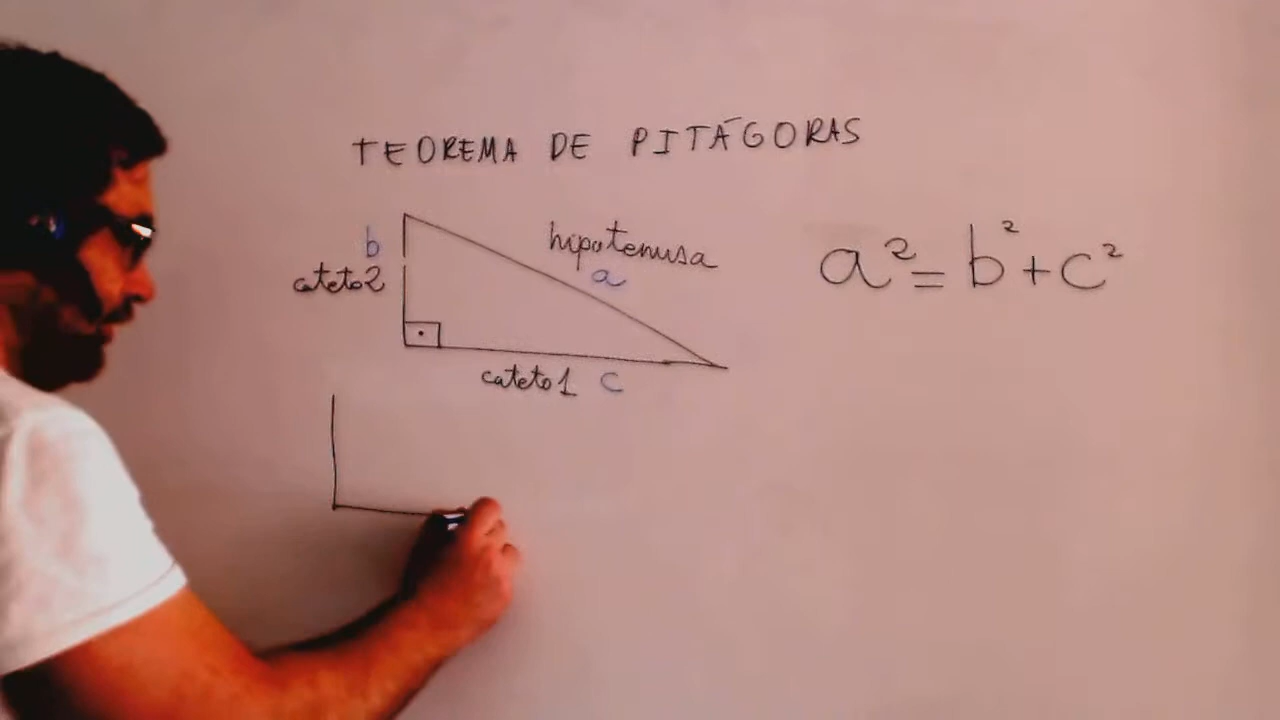 TEOREMA DE PITÁGORAS
b
cateto2
hipotenusa
a
cateto1 c
a² = b² + c²